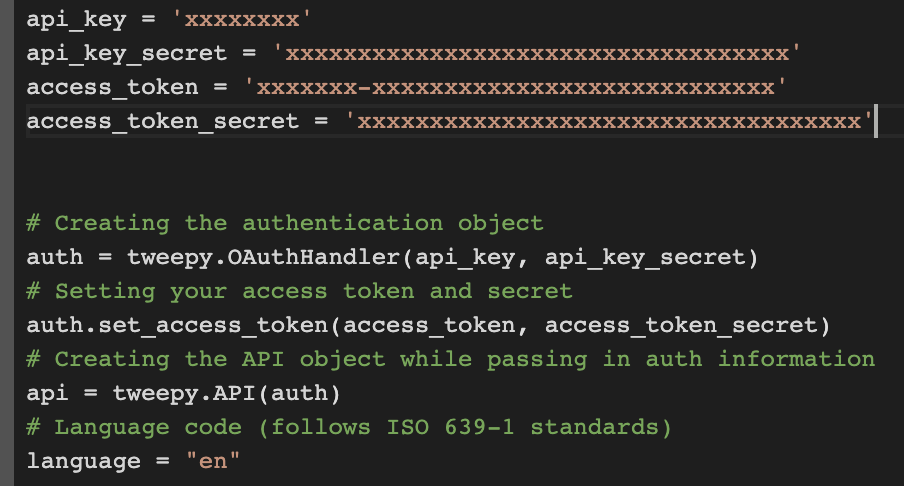 api_key = 'xxxxxxxx'
api_key_secret = 'xxxxxxxxxxxxxxxxxxxxxxxxxxxxxxxxxxx'
access_token = 'xxxxxxx-xxxxxxxxxxxxxxxxxxxxxxxxxxxx'
access_token_secret = 'xxxxxxxxxxxxxxxxxxxxxxxxxxxxxxxxxxx'
# Creating the authentication object
auth = tweepy.OAuthHandler(api_key, api_key_secret)
# Setting your access token and secret
auth.set_access_token(access_token, access_token_secret)
# Creating the API object while passing in auth information
api = tweepy.API(auth)
# Language code (follows ISO 639-1 standards)
language = "en"